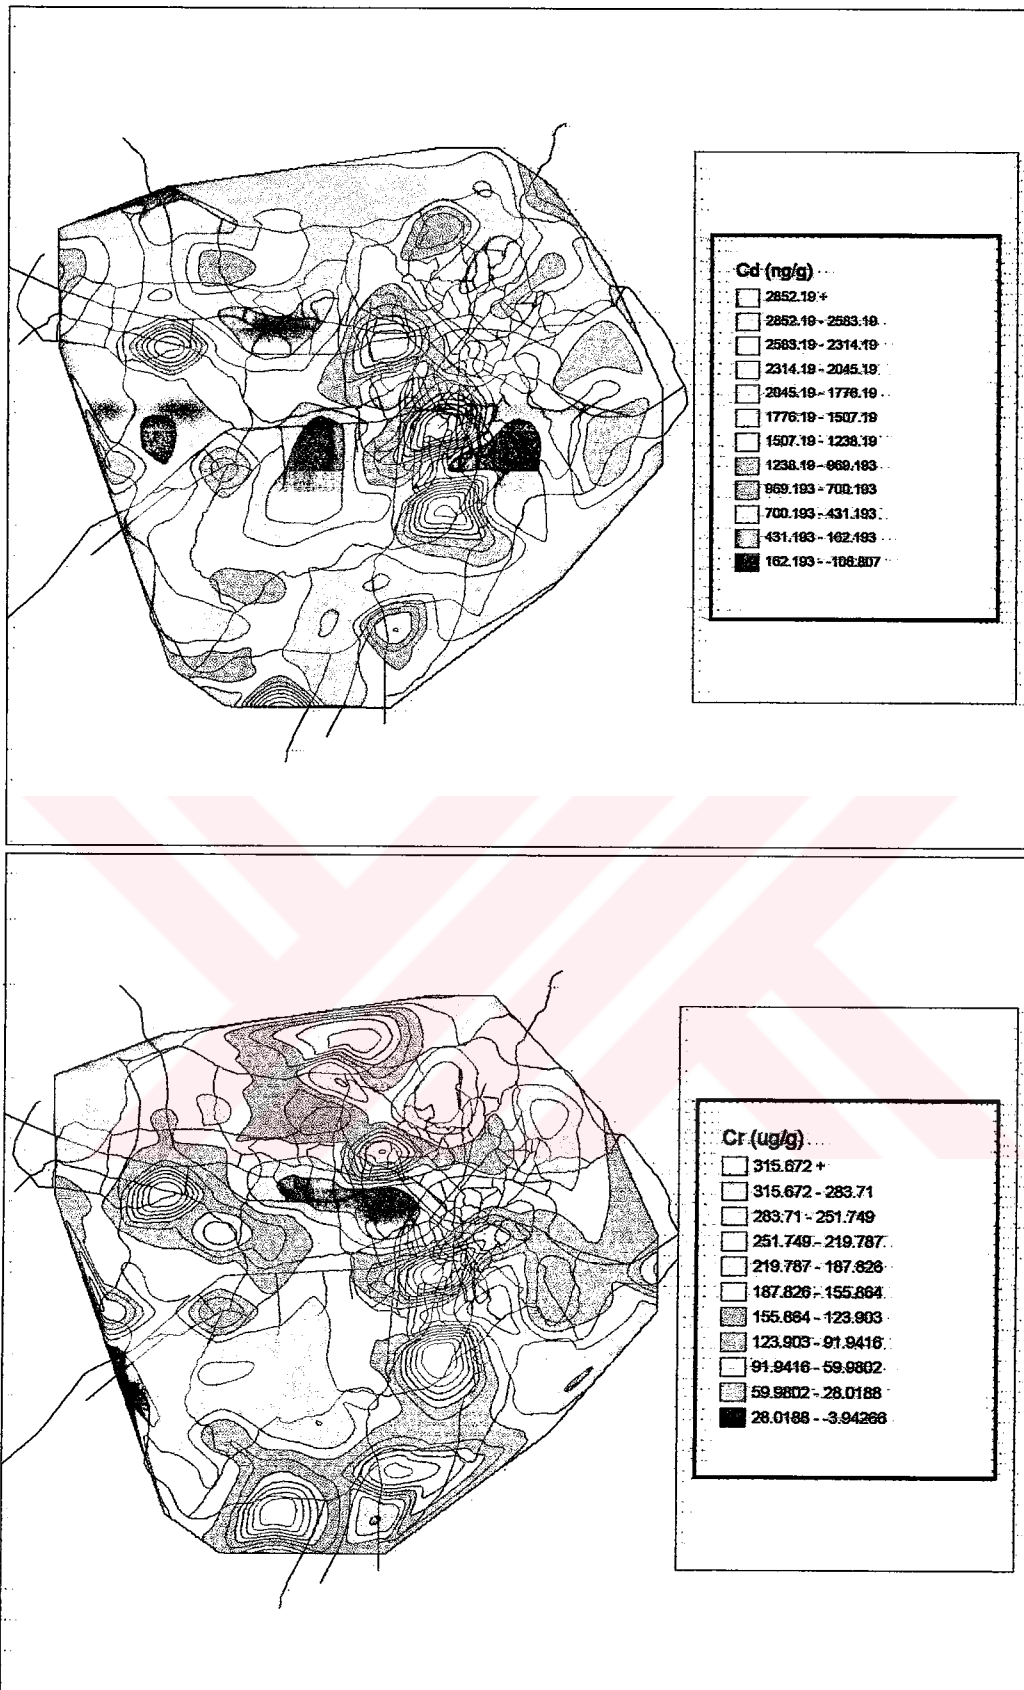 Cd (ng/g)
2852.19 +
2852.19 - 2583.19
2583.19 - 2314.19
2314.19 - 2045.19
2045.19 - 1776.19
1776.19 - 1507.19
1507.19 - 1238.19
1238.19 - 969.193
969.193 - 700.193
700.193 - 431.193
431.193 - 162.193
162.193 - -106.807
Cr (ug/g)
315.672 +
315.672 - 283.71
283.71 - 251.749
251.749 - 219.787
219.787 - 187.826
187.826 - 155.864
155.864 - 123.903
123.903 - 91.9416
91.9416 - 59.9802
59.9802 - 28.0188
28.0188 - -3.94266